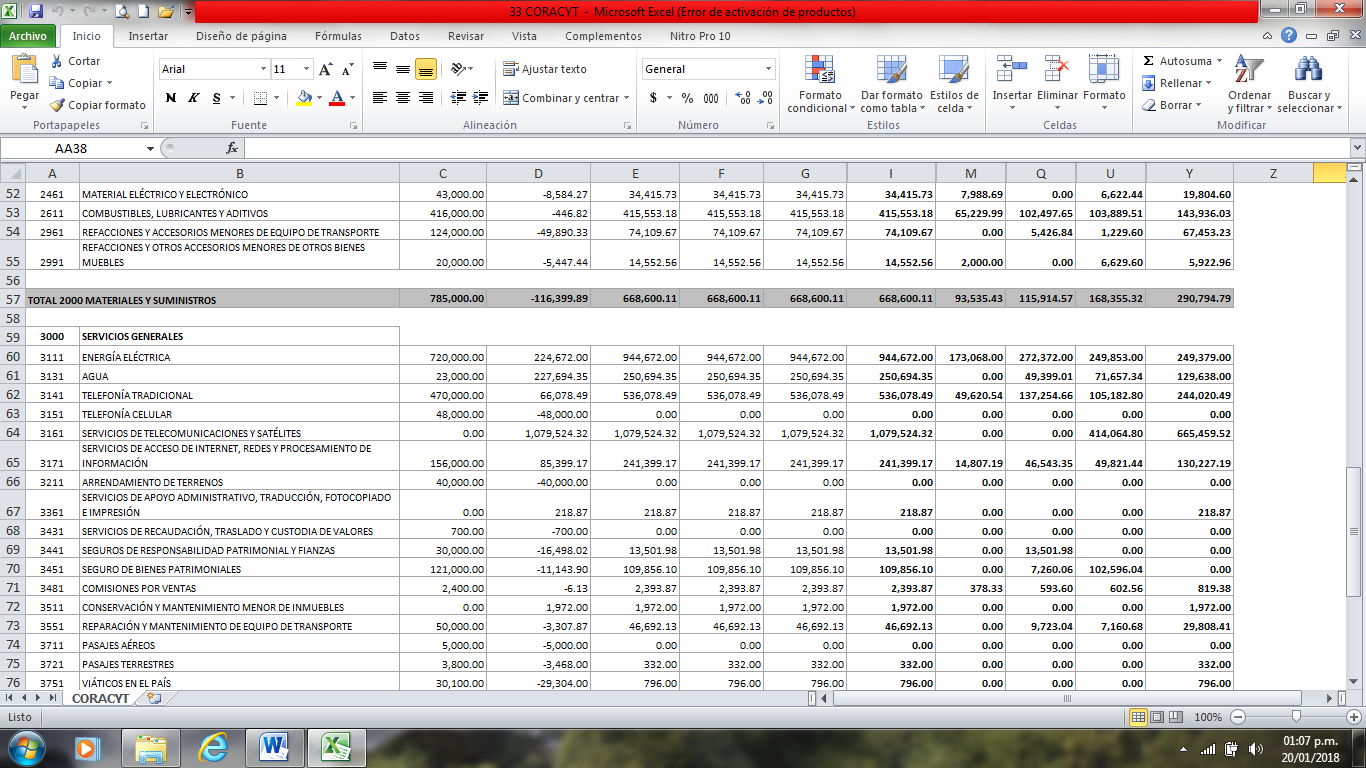 33 CORACYT - Microsoft Excel (Error de activación de productos)
Archivo Inicio Insertar Diseño de página Fórmulas Datos Revisar Vista Complementos Nitro Pro 10
Pegar
Cortar
Copiar
Copiar formato
Portapapeles
Arial 11
N K S
Fuente
Ajustar texto
Combinar y centrar
Alineación
General
$ % 000
Número
Formato condicional
Dar formato como tabla
Estilos de celda
Estilos
Insertar Eliminar Formato
Celdas
Autosuma
Rellenar
Borrar
Ordenar y filtrar
Buscar y seleccionar
Modificar
AA38 fx
A B C D E F G I M Q U Y Z
52 2461 MATERIAL ELÉCTRICO Y ELECTRÓNICO 43,000.00 -8,584.27 34,415.73 34,415.73 34,415.73 34,415.73 7,988.69 0.00 6,622.44 19,804.60
53 2611 COMBUSTIBLES, LUBRICANTES Y ADITIVOS 416,000.00 -446.82 415,553.18 415,553.18 415,553.18 415,553.18 65,229.99 102,497.65 103,889.51 143,936.03
54 2961 REFACCIONES Y ACCESORIOS MENORES DE EQUIPO DE TRANSPORTE 124,000.00 -49,890.33 74,109.67 74,109.67 74,109.67 74,109.67 0.00 5,426.84 1,229.60 67,453.23
REFACCIONES Y OTROS ACCESORIOS MENORES DE OTROS BIENES
55 2991 MUEBLES 20,000.00 -5,447.44 14,552.56 14,552.56 14,552.56 14,552.56 2,000.00 0.00 6,629.60 5,922.96
56
57 TOTAL 2000 MATERIALES Y SUMINISTROS 785,000.00 -116,399.89 668,600.11 668,600.11 668,600.11 668,600.11 93,535.43 115,914.57 168,355.32 290,794.79
58
59 3000 SERVICIOS GENERALES
60 3111 ENERGÍA ELÉCTRICA 720,000.00 224,672.00 944,672.00 944,672.00 944,672.00 944,672.00 173,068.00 272,372.00 249,853.00 249,379.00
61 3131 AGUA 23,000.00 227,694.35 250,694.35 250,694.35 250,694.35 250,694.35 0.00 49,399.01 71,657.34 129,638.00
62 3141 TELEFONÍA TRADICIONAL 470,000.00 66,078.49 536,078.49 536,078.49 536,078.49 536,078.49 49,620.54 137,254.66 105,182.80 244,020.49
63 3151 TELEFONÍA CELULAR 48,000.00 -48,000.00 0.00 0.00 0.00 0.00 0.00 0.00 0.00 0.00
64 3161 SERVICIOS DE TELECOMUNICACIONES Y SATÉLITES 0.00 1,079,524.32 1,079,524.32 1,079,524.32 1,079,524.32 1,079,524.32 0.00 0.00 414,064.80 665,459.52
SERVICIOS DE ACCESO DE INTERNET, REDES Y PROCESAMIENTO DE
65 3171 INFORMACIÓN 156,000.00 85,399.17 241,399.17 241,399.17 241,399.17 241,399.17 14,807.19 46,543.35 49,821.44 130,227.19
66 3211 ARRENDAMIENTO DE TERRENOS 40,000.00 -40,000.00 0.00 0.00 0.00 0.00 0.00 0.00 0.00 0.00
SERVICIOS DE APOYO ADMINISTRATIVO, TRADUCCIÓN, FOTOCOPIADO
67 3361 E IMPRESIÓN 0.00 218.87 218.87 218.87 218.87 218.87 0.00 0.00 0.00 218.87
68 3431 SERVICIOS DE RECAUDACIÓN, TRASLADO Y CUSTODIA DE VALORES 700.00 -700.00 0.00 0.00 0.00 0.00 0.00 0.00 0.00 0.00
69 3441 SEGUROS DE RESPONSABILIDAD PATRIMONIAL Y FIANZAS 30,000.00 -16,498.02 13,501.98 13,501.98 13,501.98 13,501.98 0.00 13,501.98 0.00 0.00
70 3451 SEGURO DE BIENES PATRIMONIALES 121,000.00 -11,143.90 109,856.10 109,856.10 109,856.10 109,856.10 0.00 7,260.06 102,596.04 0.00
71 3481 COMISIONES POR VENTAS 2,400.00 -6.13 2,393.87 2,393.87 2,393.87 2,393.87 378.33 593.60 602.56 819.38
72 3511 CONSERVACIÓN Y MANTENIMIENTO MENOR DE INMUEBLES 0.00 1,972.00 1,972.00 1,972.00 1,972.00 1,972.00 0.00 0.00 0.00 1,972.00
73 3551 REPARACIÓN Y MANTENIMIENTO DE EQUIPO DE TRANSPORTE 50,000.00 -3,307.87 46,692.13 46,692.13 46,692.13 46,692.13 0.00 9,723.04 7,160.68 29,808.41
74 3711 PASAJES AÉREOS 5,000.00 -5,000.00 0.00 0.00 0.00 0.00 0.00 0.00 0.00 0.00
75 3721 PASAJES TERRESTRES 3,800.00 -3,468.00 332.00 332.00 332.00 332.00 0.00 0.00 0.00 332.00
76 3751 VIÁTICOS EN EL PAÍS 30,100.00 -29,304.00 796.00 796.00 796.00 796.00 0.00 0.00 0.00 796.00
CORACYT
Listo 100%
01:07 p.m.
20/01/2018